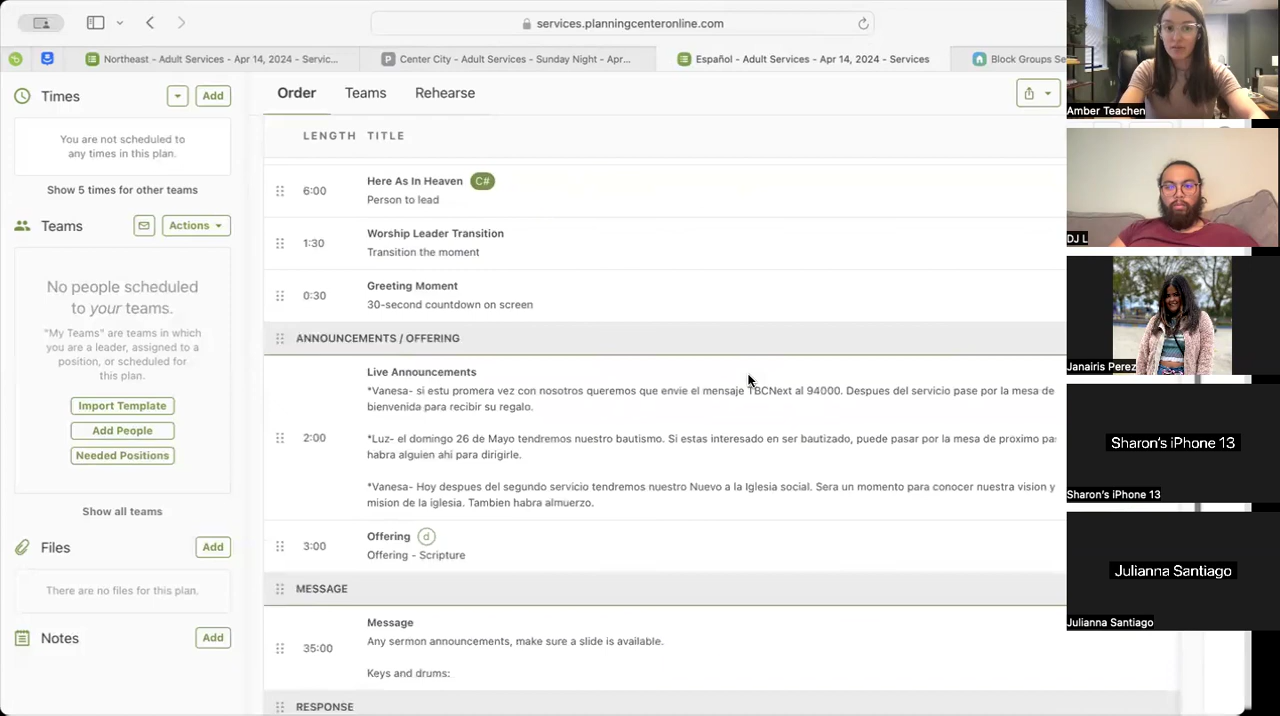 services.planningcenteronline.com
Northeast - Adult Services - Apr 14, 2024 - Servic...
Center City - Adult Services - Sunday Night - Apr...
Español - Adult Services - Apr 14, 2024 - Services
Block Groups Se
Times
Add
You are not scheduled to
any times in this plan.
Show 5 times for other teams
Teams
Actions
No people scheduled
to your teams.
"My Teams" are teams in which
you are a leader, assigned to a
position, or scheduled for
this plan.
Import Template
Add People
Needed Positions
Show all teams
Files
Add
There are no files for this plan.
Notes
Add
Order
Teams
Rehearse
LENGTH TITLE
6:00
Here As In Heaven C#
Person to lead
1:30
Worship Leader Transition
Transition the moment
0:30
Greeting Moment
30-second countdown on screen
ANNOUNCEMENTS / OFFERING
2:00
Live Announcements
*Vanesa- si estu promera vez con nosotros queremos que envie el mensaje TBCNext al 94000. Despues del servicio pase por la mesa de
bienvenida para recibir su regalo.
*Luz- el domingo 26 de Mayo tendremos nuestro bautismo. Si estas interesado en ser bautizado, puede pasar por la mesa de proximo pas
habra alguien ahi para dirigirle.
*Vanesa- Hoy despues del segundo servicio tendremos nuestro Nuevo a la Iglesia social. Sera un momento para conocer nuestra vision y
mision de la iglesia. Tambien habra almuerzo.
3:00
Offering d
Offering - Scripture
MESSAGE
35:00
Message
Any sermon announcements, make sure a slide is available.
Keys and drums:
RESPONSE
Amber Teachen
DJ L
Janairis Perez
Sharon's iPhone 13
Sharon's iPhone 13
Julianna Santiago
Julianna Santiago